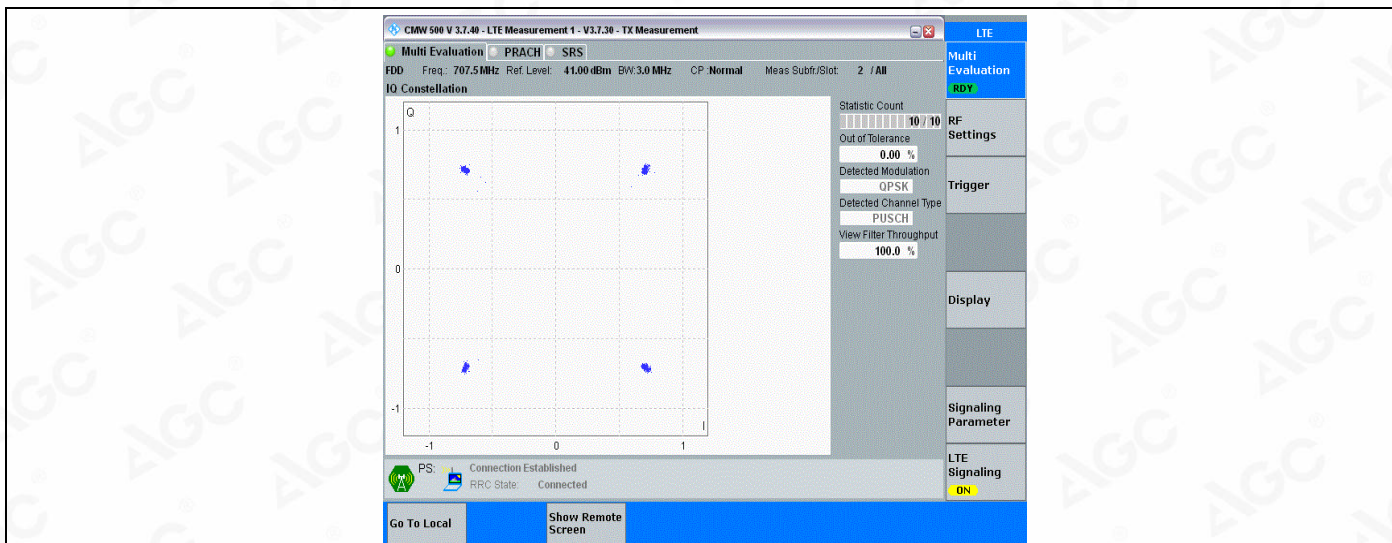 CMW 500 V 3.7.40 - LTE Measurement 1 - V3.7.30 - TX Measurement
LTE
Multi Evaluation PRACH SRS
FDD Freq.: 707.5 MHz Ref. Level: 41.00 dBm BW: 3.0 MHz CP : Normal Meas Subfr./Slot: 2 / All
IQ Constellation
Q
1
0
-1
-1 0 1
I
Statistic Count
10 / 10
Out of Tolerance
0.00 %
Detected Modulation
QPSK
Detected Channel Type
PUSCH
View Filter Throughput
100.0 %
Multi
Evaluation
RDY
RF
Settings
Trigger
Display
Signaling
Parameter
LTE
Signaling
ON
PS: Connection Established
RRC State: Connected
Go To Local
Show Remote
Screen
AGC